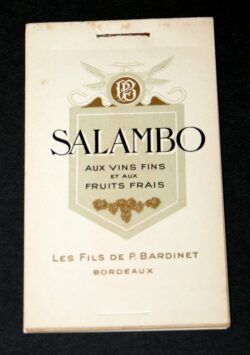 PB
SALAMBO
AUX VINS FINS
ET AUX
FRUITS FRAIS
LES FILS DE P. BARDINET
BORDEAUX